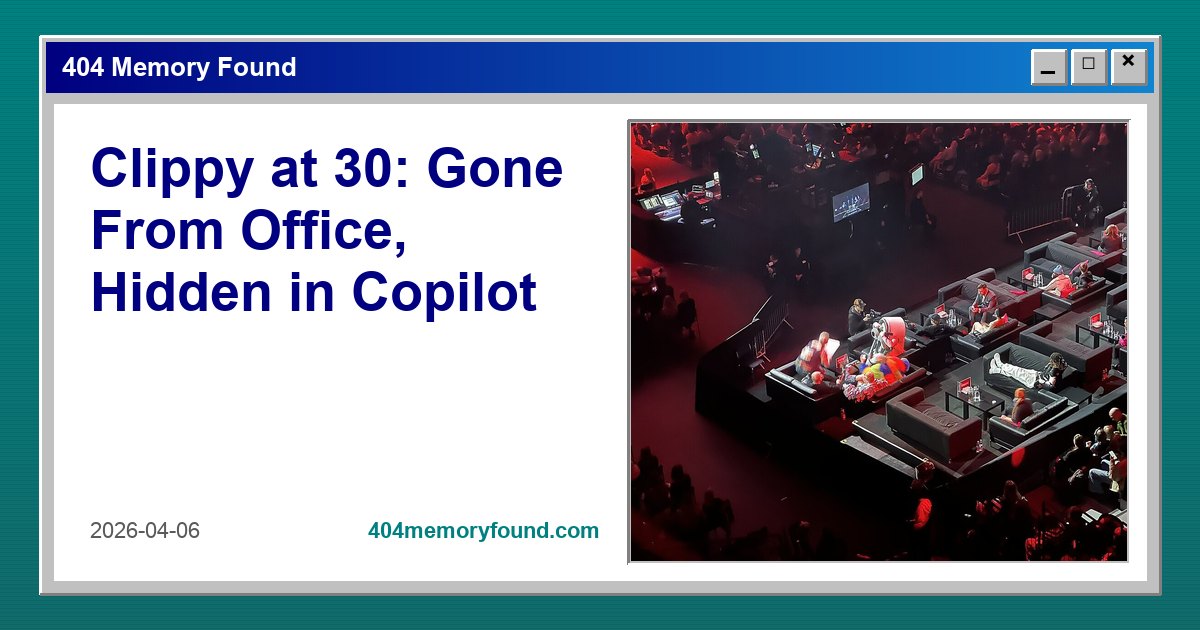 404 Memory Found
Clippy at 30: Gone
From Office,
Hidden in Copilot
2026-04-06
404memoryfound.com